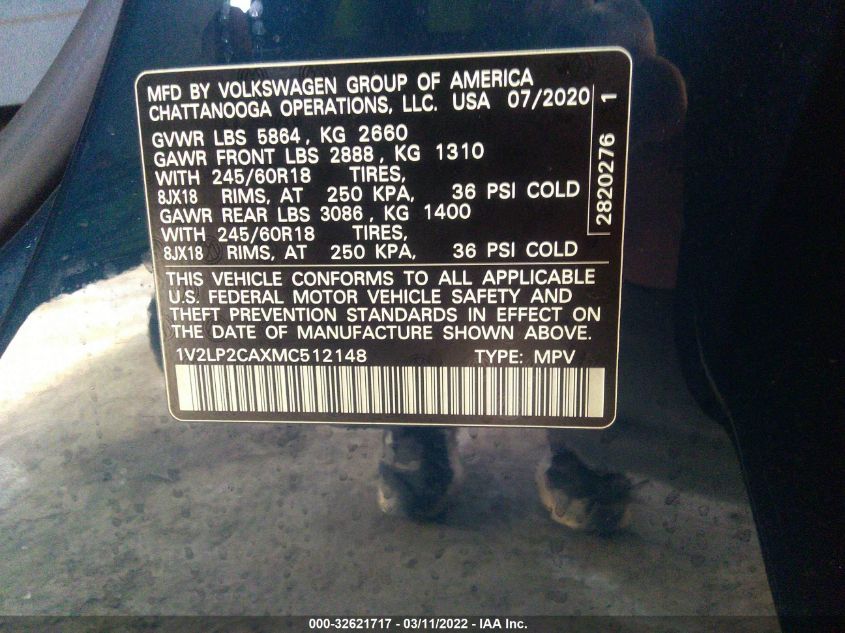 MFD BY VOLKSWAGEN GROUP OF AMERICA
CHATTANOOGA OPERATIONS, LLC. USA 07/2020
GVWR LBS 5864, KG 2660
GAWR FRONT LBS 2888, KG 1310
WITH 245/60R18 TIRES,
8JX18 RIMS, AT 250 KPA, 36 PSI COLD
GAWR REAR LBS 3086, KG 1400
WITH 245/60R18 TIRES,
8JX18 RIMS, AT 250 KPA, 36 PSI COLD
2820276 1
THIS VEHICLE CONFORMS TO ALL APPLICABLE
U.S. FEDERAL MOTOR VEHICLE SAFETY AND
THEFT PREVENTION STANDARDS IN EFFECT ON
THE DATE OF MANUFACTURE SHOWN ABOVE.
1V2LP2CAXMC512148 TYPE: MPV
000-32621717 - 03/11/2022 - IAA Inc.